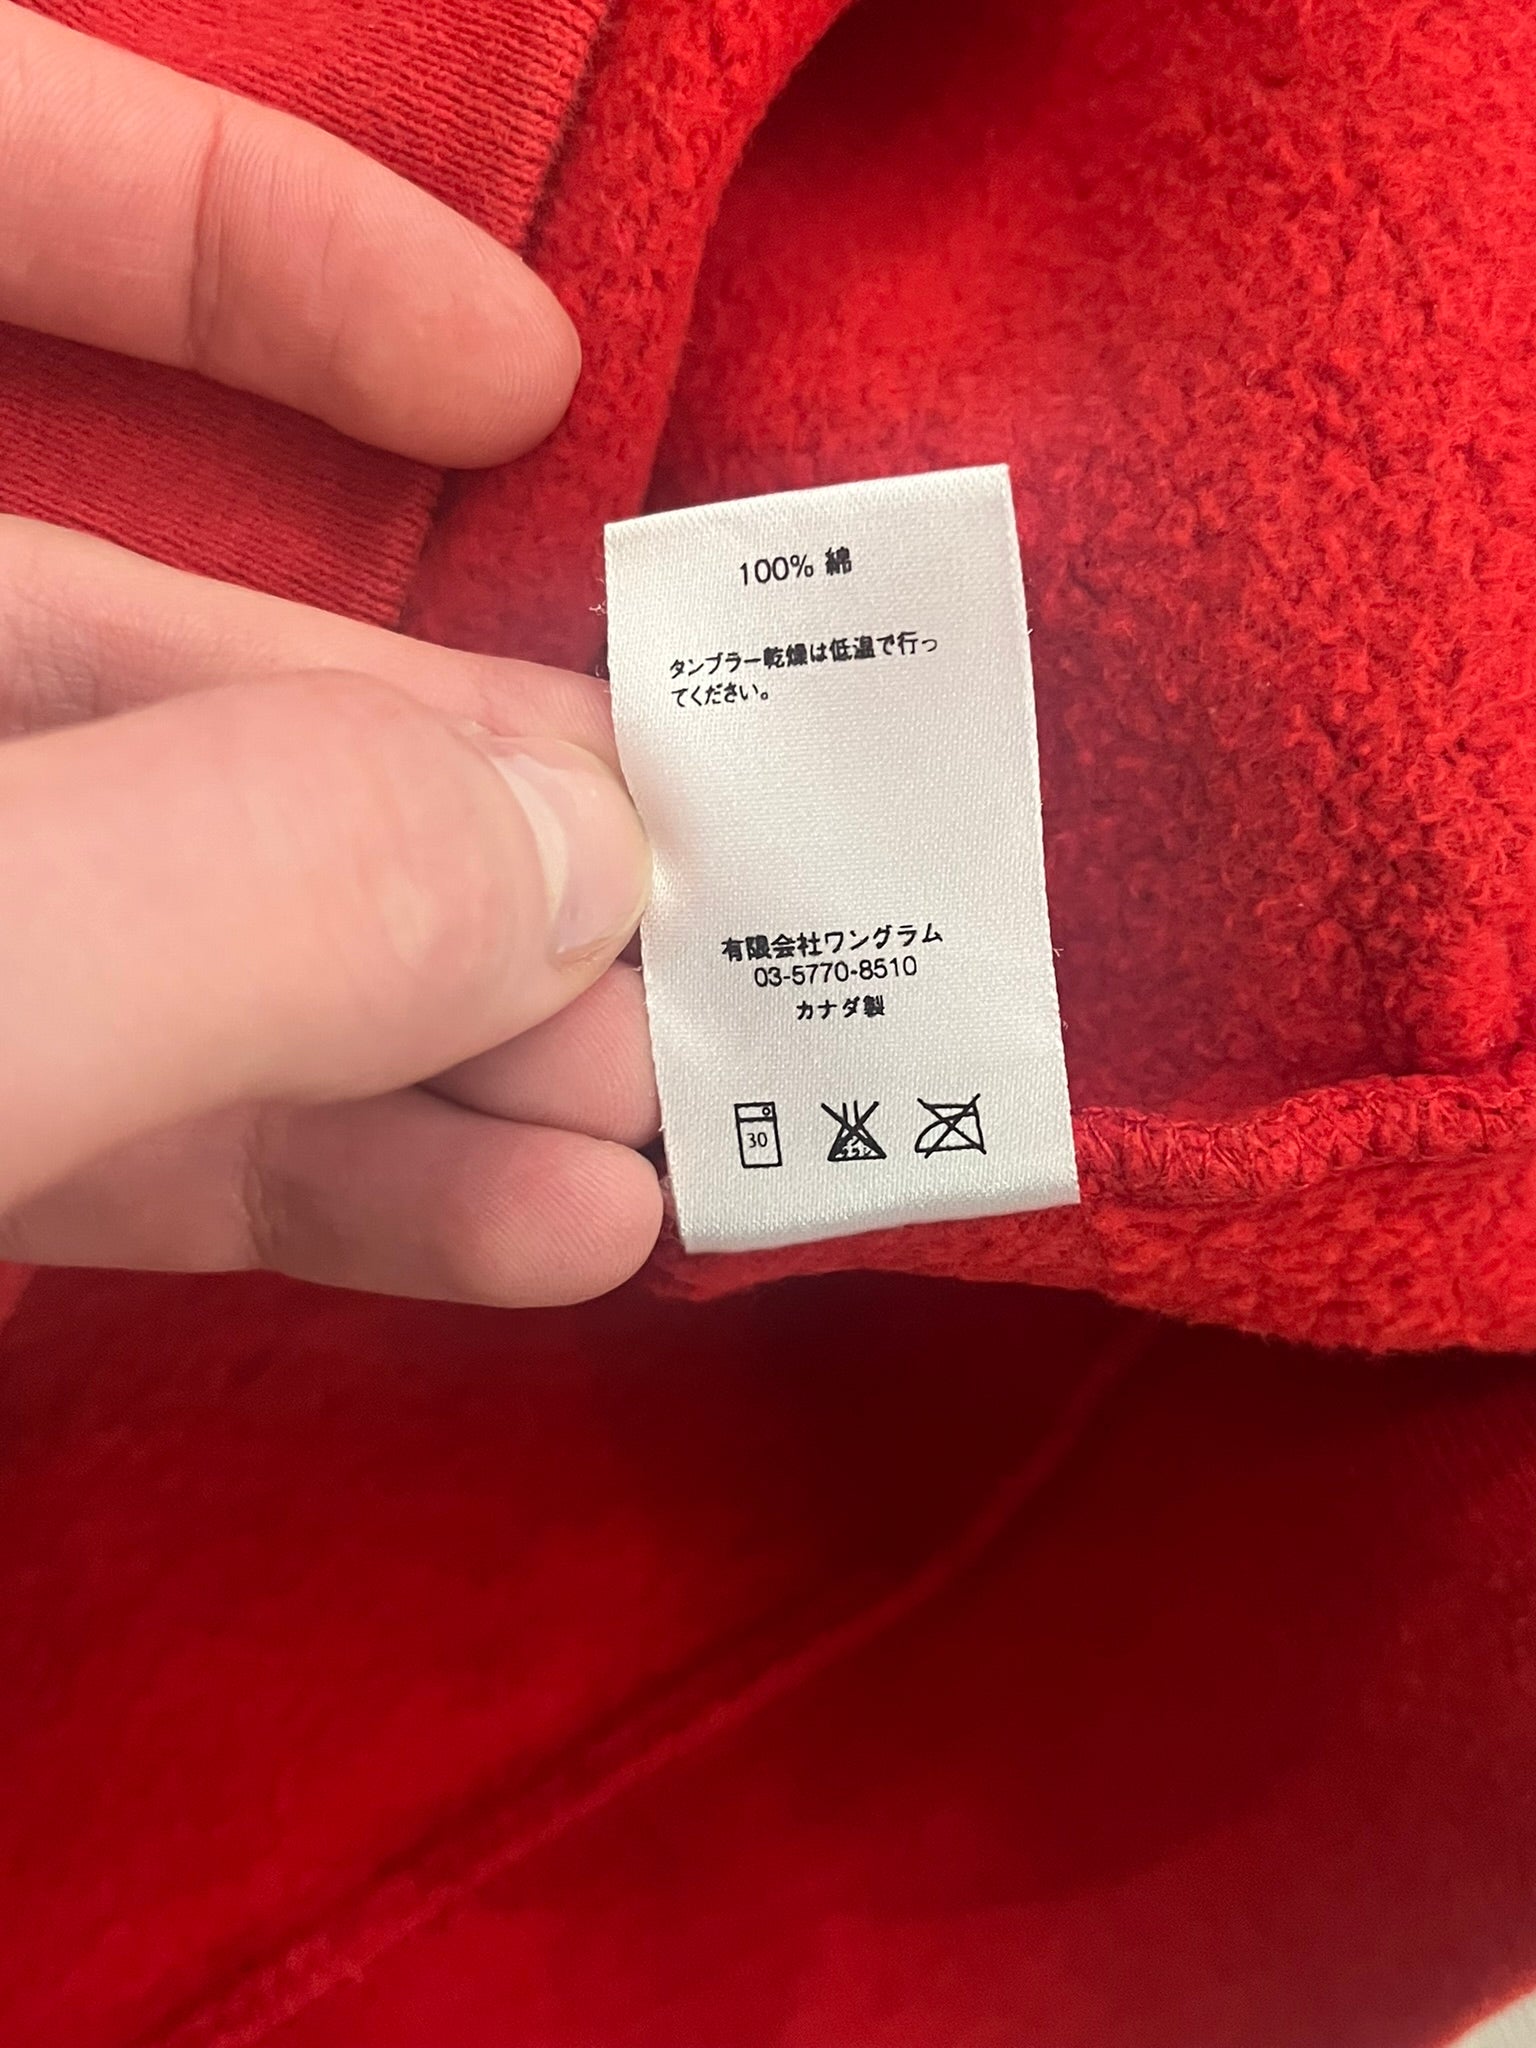 100% 綿
タンブラー乾燥は低温で行っ
てください。
有限会社ワングラム
03-5770-8510
カナダ製
30